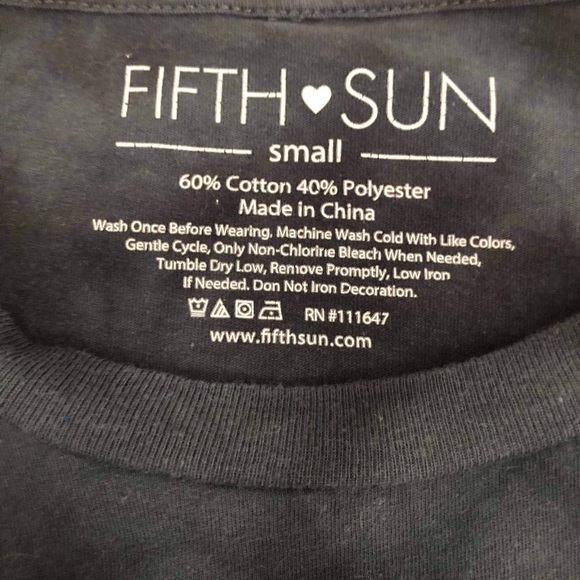 FIFTH ♥ SUN
small
60% Cotton 40% Polyester
Made in China
Wash Once Before Wearing. Machine Wash Cold With Like Colors,
Gentle Cycle, Only Non-Chlorine Bleach When Needed,
Tumble Dry Low, Remove Promptly, Low Iron
If Needed. Don Not Iron Decoration.
RN #111647
www.fifthsun.com